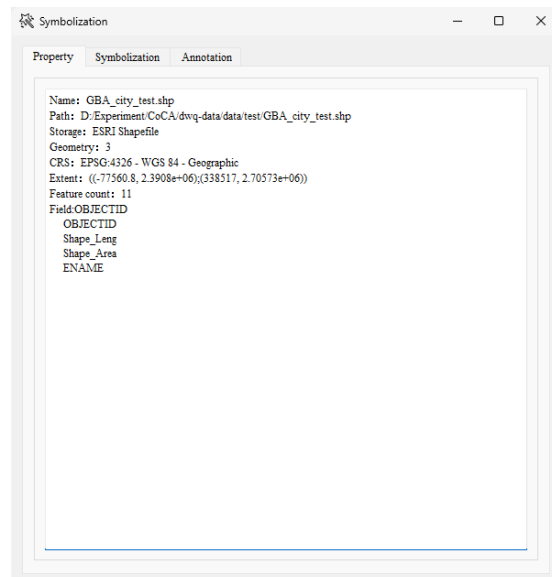 Symbolization
Property Symbolization Annotation
Name：GBA_city_test.shp
Path：D:/Experiment/CoCA/dwq-data/data/test/GBA_city_test.shp
Storage：ESRI Shapefile
Geometry：3
CRS：EPSG:4326 - WGS 84 - Geographic
Extent：((-77560.8, 2.3908e+06);(338517, 2.70573e+06))
Feature count：11
Field:OBJECTID
OBJECTID
Shape_Leng
Shape_Area
ENAME